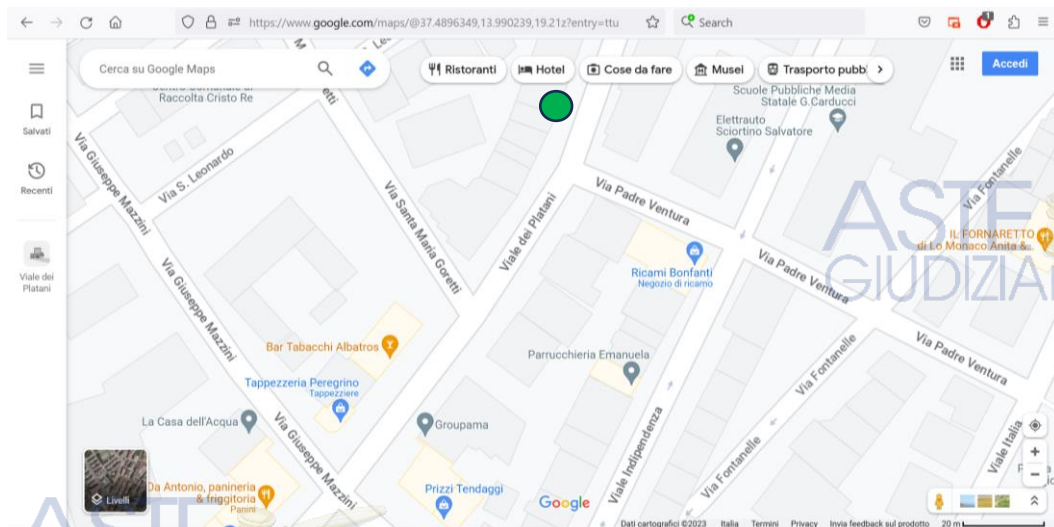 https://www.google.com/maps/@37.4896349,13.990239,19.21z?entry=ttu
Search
Cerca su Google Maps
Ristoranti
Hotel
Cose da fare
Musei
Trasporto pubb
Accedi
Salvati
Recenti
Viale dei
Platani
Raccolta Cristo Re
Scuole Pubbliche Media
Statale G.Carducci
Elettrauto
Sciortino Salvatore
Via Giuseppe Mazzini
Via S. Leonardo
Via Santa Maria Goretti
Viale dei Platani
Via Padre Ventura
Via Fontanelle
ASTE
GIUDIZIA
IL FORNARETTO
di Lo Monaco Anita &...
Ricami Bonfanti
Negozio di ricamo
Via Padre Ventura
Via Giuseppe Mazzini
Bar Tabacchi Albatros
Parrucchieria Emanuela
Via Fontanelle
Via Padre Ventura
Tappezzeria Peregrino
Tappezziere
La Casa dell'Acqua
Groupama
Via Giuseppe Mazzini
Viale Indipendenza
Via Fontanelle
Viale Italia
Livelli
Da Antonio, panineria
& friggitoria
Panini
Prizzi Tendaggi
Google
ASTE
Dati cartografici ©2023
Italia
Termini
Privacy
Invia feedback sul prodotto
20 m